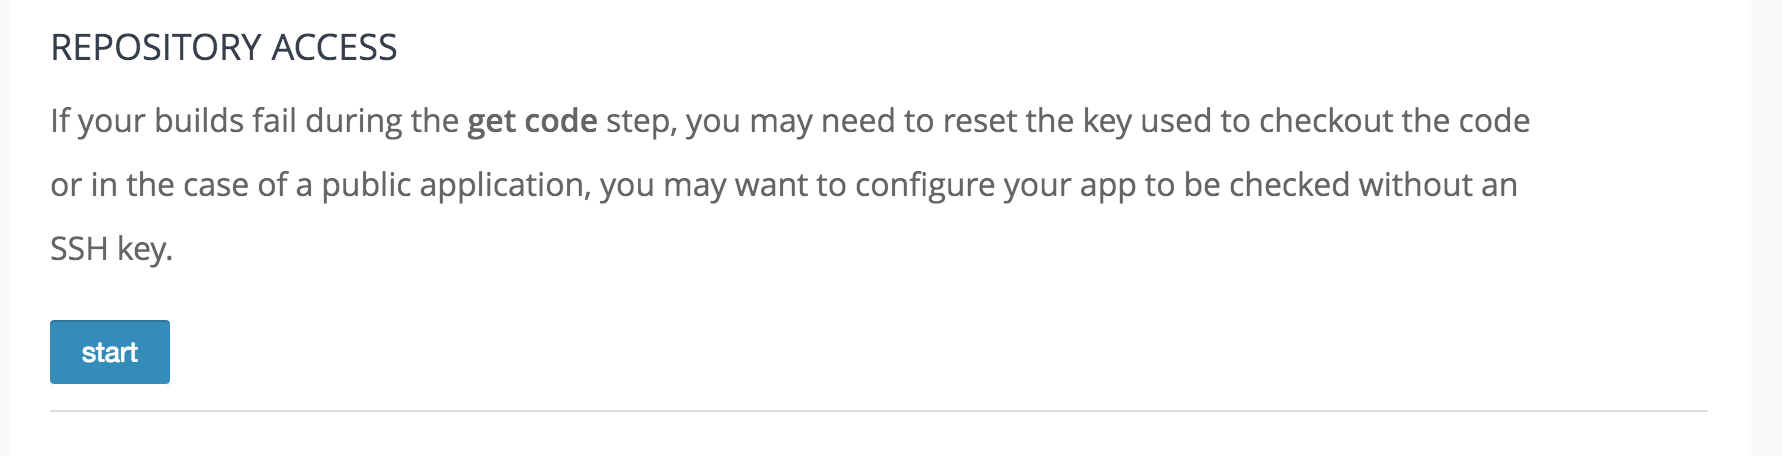 REPOSITORY ACCESS
If your builds fail during the get code step, you may need to reset the key used to checkout the code
or in the case of a public application, you may want to configure your app to be checked without an
SSH key.
start